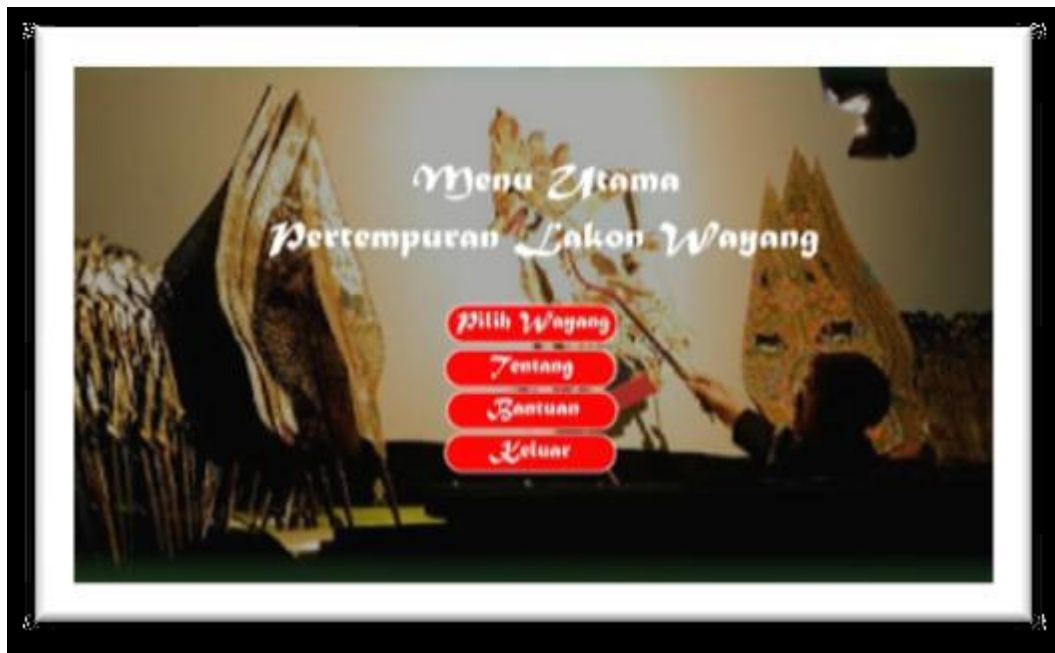 Menu Utama
Pertempuran Lakon Wayang
Pilih Wayang
Tentang
Bantuan
Keluar